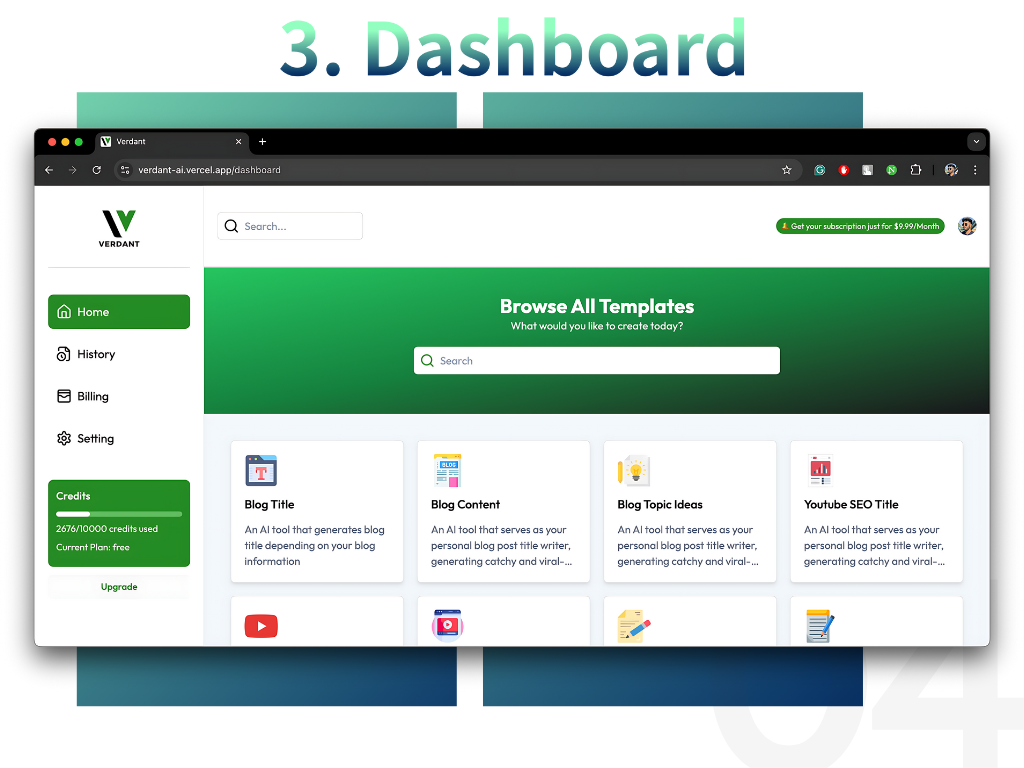 3. Dashboard
Verdant
verdant-ai.vercel.app/dashboard
VERDANT
Search...
Get your subscription just for $9.99/Month
Home
History
Billing
Setting
Credits
2676/10000 credits used
Current Plan: free
Upgrade
Browse All Templates
What would you like to create today?
Search
T
Blog Title
An AI tool that generates blog
title depending on your blog
information
BLOG
Blog Content
An AI tool that serves as your
personal blog post title writer,
generating catchy and viral-...
Blog Topic Ideas
An AI tool that serves as your
personal blog post title writer,
generating catchy and viral-...
Youtube SEO Title
An AI tool that serves as your
personal blog post title writer,
generating catchy and viral-...
04